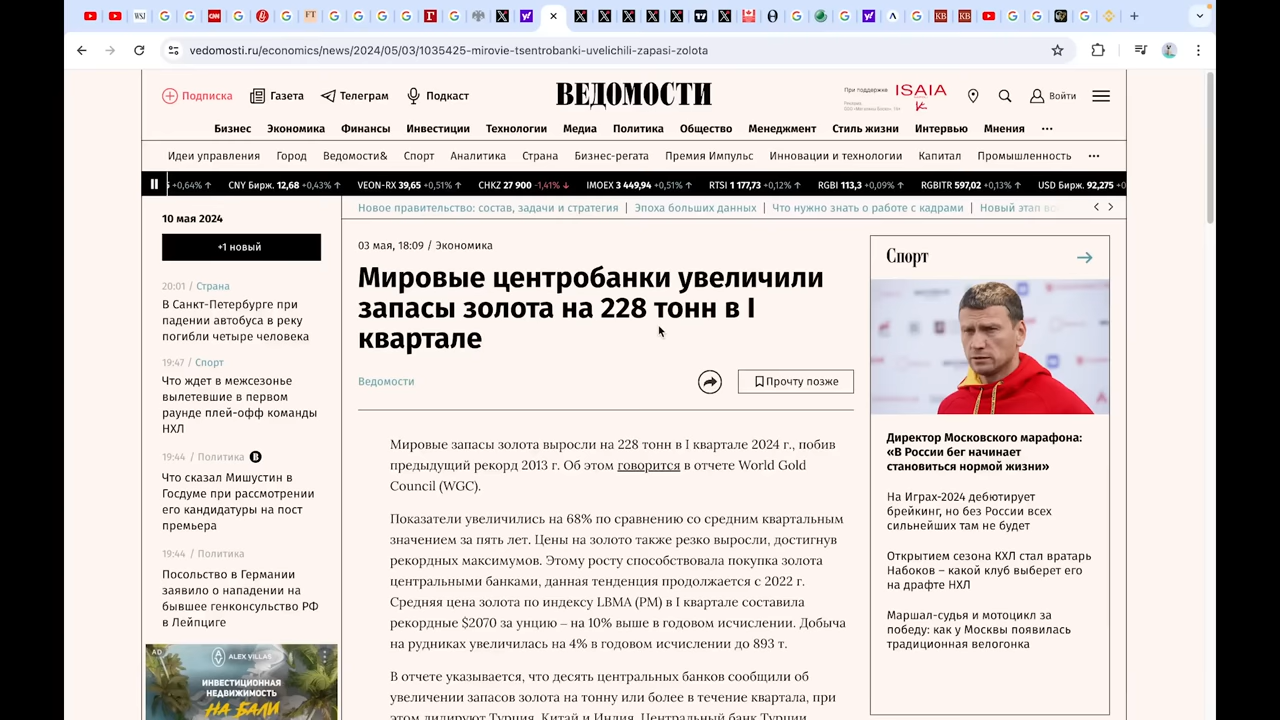 WSJ
CNN
FT
KB
KB
vedomosti.ru/economics/news/2024/05/03/1035425-mirovie-tsentrobanki-uvelichili-zapasi-zolota
Подписка
Газета
Телеграм
Подкаст
ВЕДОМОСТИ
При поддержке
ISAIA
Войти
Бизнес Экономика Финансы Инвестиции Технологии Медиа Политика Общество Менеджмент Стиль жизни Интервью Мнения ···
Идеи управления Город Ведомости& Спорт Аналитика Страна Бизнес-регата Премия Импульс Инновации и технологии Капитал Промышленность ···
+0,64% ↑ CNY Бирж. 12,68 +0,43% ↑ VEON-RX 39,65 +0,51% ↑ CHKZ 27 900 -1,41% ↓ IMOEX 3 449,94 +0,51% ↑ RTSI 1 177,73 +0,12% ↑ RGBI 113,3 +0,09% ↑ RGBITR 597,02 +0,13% ↑ USD Бирж. 92,275 +0
Новое правительство: состав, задачи и стратегия | Эпоха больших данных | Что нужно знать о работе с кадрами | Новый этап
10 мая 2024
+1 новый
20:01 / Страна
В Санкт-Петербурге при
падении автобуса в реку
погибли четыре человека
19:47 / Спорт
Что ждет в межсезонье
вылетевшие в первом
раунде плей-офф команды
НХЛ
19:44 / Политика В
Что сказал Мишустин в
Госдуме при рассмотрении
его кандидатуры на пост
премьера
19:44 / Политика
Посольство в Германии
заявило о нападении на
бывшее генконсульство РФ
в Лейпциге
AD
ALEX VILLAS
ИНВЕСТИЦИОННАЯ
НЕДВИЖИМОСТЬ
НА БАЛИ
03 мая, 18:09 / Экономика
Мировые центробанки увеличили
запасы золота на 228 тонн в I
квартале
Ведомости
Прочту позже
Мировые запасы золота выросли на 228 тонн в I квартале 2024 г., побив
предыдущий рекорд 2013 г. Об этом говорится в отчете World Gold
Council (WGC).
Показатели увеличились на 68% по сравнению со средним квартальным
значением за пять лет. Цены на золото также резко выросли, достигнув
рекордных максимумов. Этому росту способствовала покупка золота
центральными банками, данная тенденция продолжается с 2022 г.
Средняя цена золота по индексу LBMA (PM) в I квартале составила
рекордные $2070 за унцию – на 10% выше в годовом исчислении. Добыча
на рудниках увеличилась на 4% в годовом исчислении до 893 т.
В отчете указывается, что десять центральных банков сообщили об
увеличении запасов золота на тонну или более в течение квартала, при
этом лидируют Турция, Китай и Индия. Центральный банк Турции
Спорт
Директор Московского марафона:
«В России бег начинает
становиться нормой жизни»
На Играх-2024 дебютирует
брейкинг, но без России всех
сильнейших там не будет
Открытием сезона КХЛ стал вратарь
Набоков – какой клуб выберет его
на драфте НХЛ
Маршал-судья и мотоцикл за
победу: как у Москвы появилась
традиционная велогонка